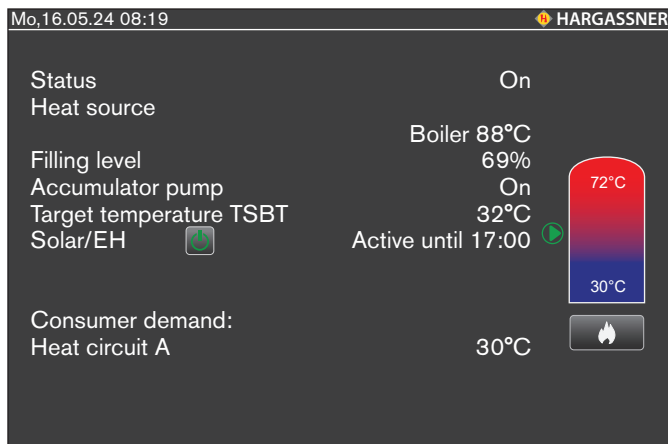 Mo,16.05.24 08:19 HARGASSNER
Status On
Heat source
Boiler 88°C
Filling level 69%
Accumulator pump On
72°C
Target temperature TSBT 32°C
Solar/EH Active until 17:00
30°C
Consumer demand:
Heat circuit A 30°C